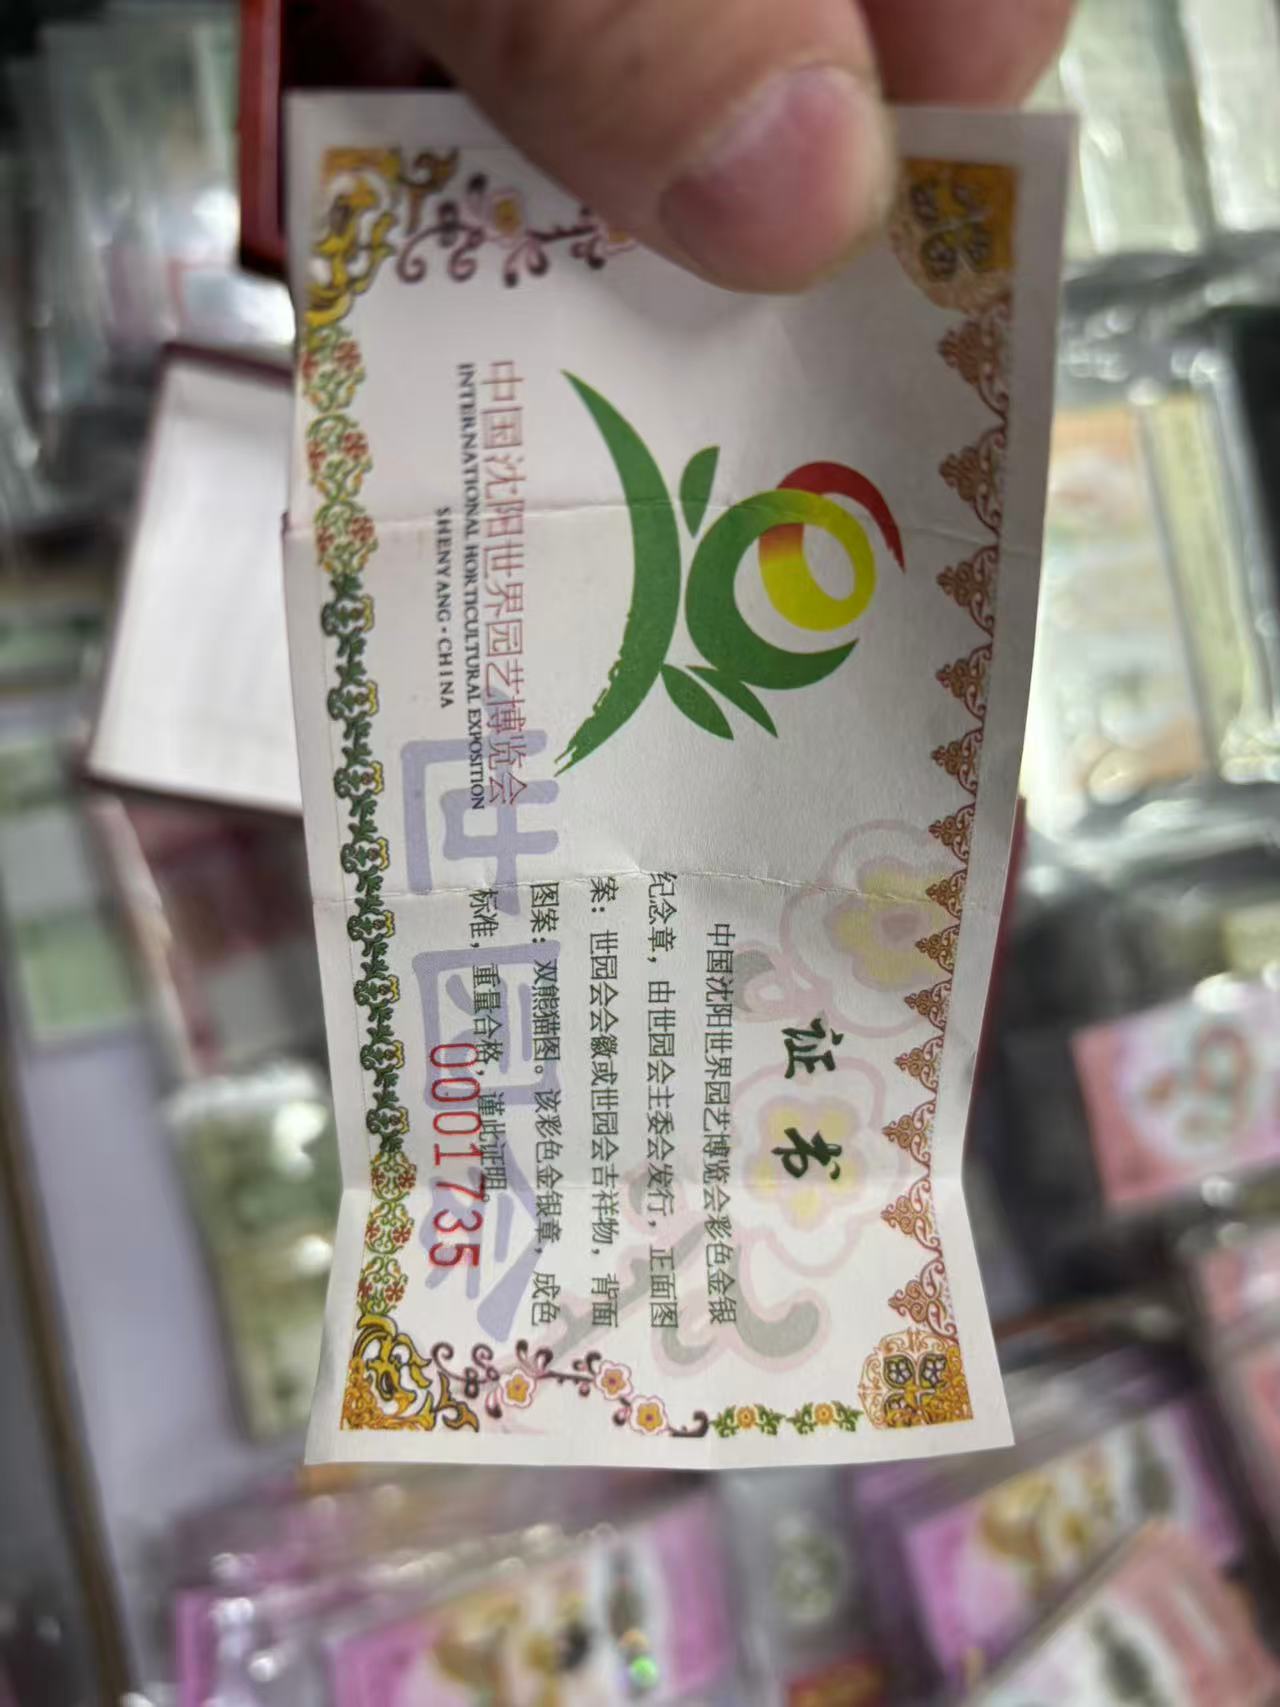 中国沈阳世界园艺博览会
INTERNATIONAL HORTICULTURAL EXPOSITION
SHENYANG·CHINA
证书
中国沈阳世界园艺博览会彩色金银
纪念章，由世园会主委会发行，正面图
案：世园会会徽或世园会吉祥物，背面
图案：双熊猫图。该彩色金银章，成色
标准，重量合格，谨此证明
世园会
0001735